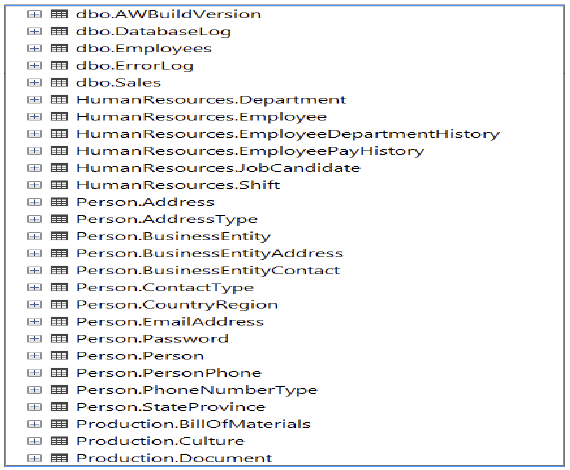 dbo.AWBuildVersion
dbo.DatabaseLog
dbo.Employees
dbo.ErrorLog
dbo.Sales
HumanResources.Department
HumanResources.Employee
HumanResources.EmployeeDepartmentHistory
HumanResources.EmployeePayHistory
HumanResources.JobCandidate
HumanResources.Shift
Person.Address
Person.AddressType
Person.BusinessEntity
Person.BusinessEntityAddress
Person.BusinessEntityContact
Person.ContactType
Person.CountryRegion
Person.EmailAddress
Person.Password
Person.Person
Person.PersonPhone
Person.PhoneNumberType
Person.StateProvince
Production.BillOfMaterials
Production.Culture
Production.Document